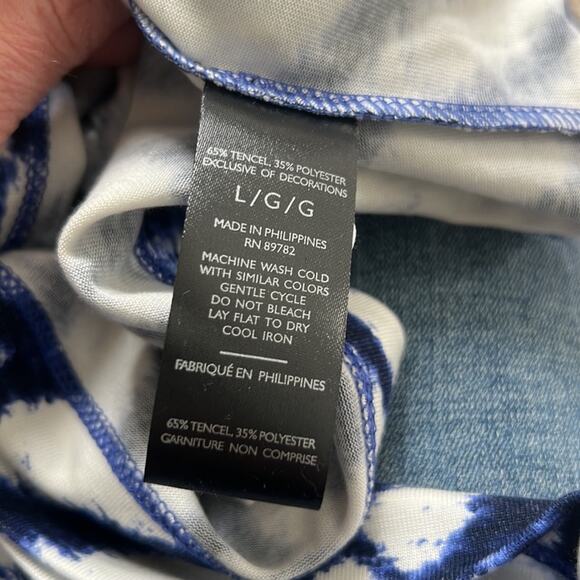 65% TENCEL, 35% POLYESTER
EXCLUSIVE OF DECORATIONS
L/G/G
MADE IN PHILIPPINES
RN 89782
MACHINE WASH COLD
WITH SIMILAR COLORS
GENTLE CYCLE
DO NOT BLEACH
LAY FLAT TO DRY
COOL IRON
FABRIQUÉ EN PHILIPPINES
65% TENCEL, 35% POLYESTER
GARNITURE NON COMPRISE